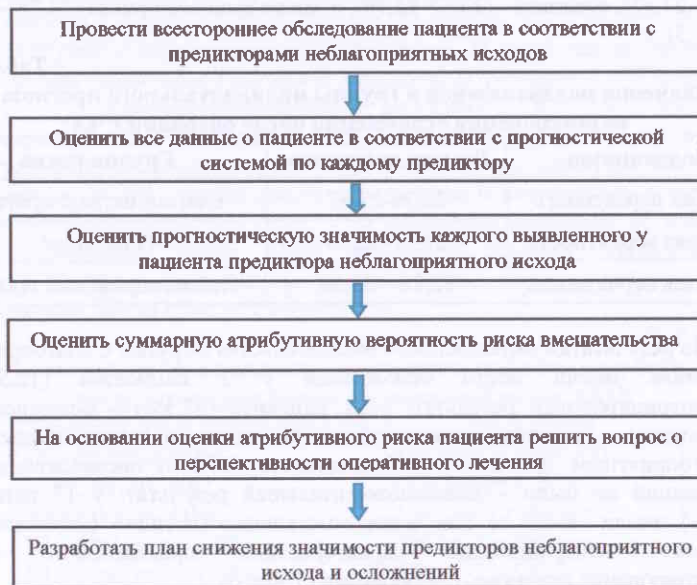 Провести всестороннее обследование пациента в соответствии с
предикторами неблагоприятных исходов
Оценить все данные о пациенте в соответствии с прогностической
системой по каждому предиктору
Оценить прогностическую значимость каждого выявленного у
пациента предиктора неблагоприятного исхода
Оценить суммарную атрибутивную вероятность риска вмешательства
На основании оценки атрибутивного риска пациента решить вопрос о
перспективности оперативного лечения
Разработать план снижения значимости предикторов неблагоприятного
исхода и осложнений